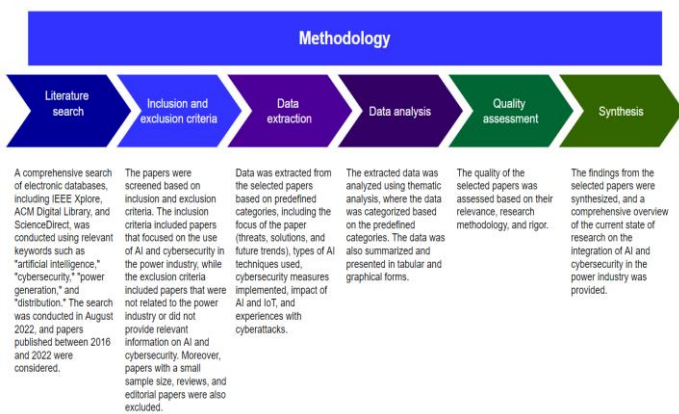 Methodology
Literature
search
Inclusion and
exclusion criteria
Data
extraction
Data analysis
Quality
assessment
Synthesis
A comprehensive search
of electronic databases,
including IEEE Xplore,
ACM Digital Library, and
ScienceDirect, was
conducted using relevant
keywords such as
"artificial intelligence,"
"cybersecurity," "power
generation," and
"distribution." The search
was conducted in August
2022, and papers
published between 2016
and 2022 were
considered.
The papers were
screened based on
inclusion and exclusion
criteria. The inclusion
criteria included papers
that focused on the use
of AI and cybersecurity in
the power industry, while
the exclusion criteria
included papers that were
not related to the power
industry or did not
provide relevant
information on AI and
cybersecurity. Moreover,
papers with a small
sample size, reviews, and
editorial papers were also
excluded.
Data was extracted from
the selected papers
based on predefined
categories, including the
focus of the paper
(threats, solutions, and
future trends), types of AI
techniques used,
cybersecurity measures
implemented, impact of
AI and IoT, and
experiences with
cyberattacks.
The extracted data was
analyzed using thematic
analysis, where the data
was categorized based
on the predefined
categories. The data was
also summarized and
presented in tabular and
graphical forms.
The quality of the
selected papers was
assessed based on their
relevance, research
methodology, and rigor.
The findings from the
selected papers were
synthesized, and a
comprehensive overview
of the current state of
research on the
integration of AI and
cybersecurity in the
power industry was
provided.